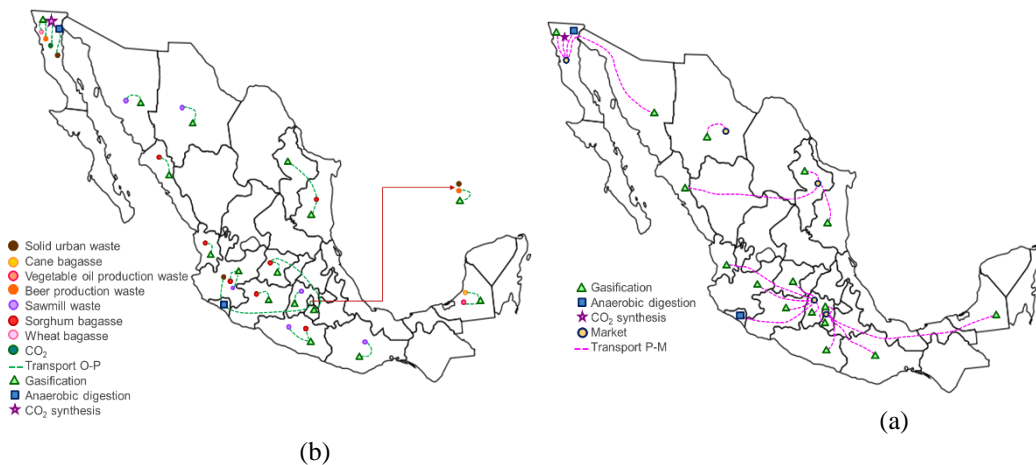 Solid urban waste
Cane bagasse
Vegetable oil production waste
Beer production waste
Sawmill waste
Sorghum bagasse
Wheat bagasse
CO₂
Transport O-P
Gasification
Anaerobic digestion
CO₂ synthesis
(b)
Gasification
Anaerobic digestion
CO₂ synthesis
Market
Transport P-M
(a)